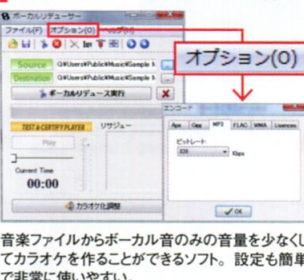 ボーカルリデューサー
ファイル(F) オプション(O)
オプション(O)
Source G:¥Users¥Public¥Music¥Sample M
Destination G:¥Users¥Public¥Music¥Sample M
ボーカルリデュース実行
エンコード
Ape Ogg MP3 FLAC WMA Licences
TEST & CERTIFY PLAYER リサジュー
ビットレート
Play
320 Kbps
Current Time
00:00
カラオケ化調整
OK
音楽ファイルからボーカル音のみの音量を少なくし
てカラオケを作ることができるソフト。設定も簡単
で非常に使いやすい。